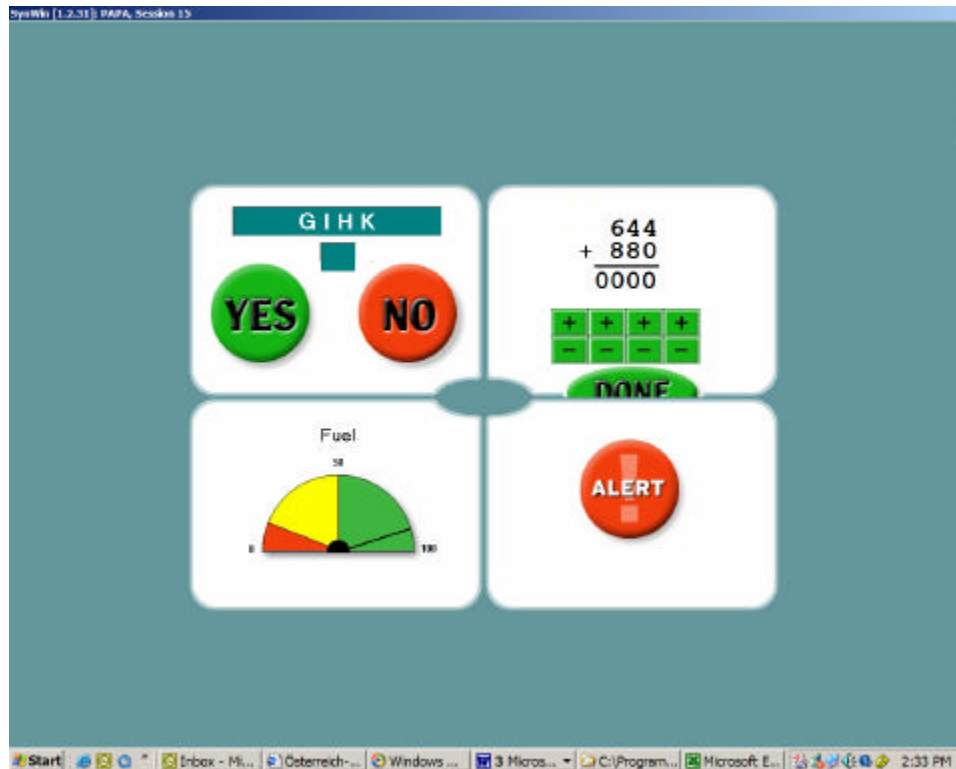 SynWin [1.2.31]: PAPA, Session 15
G I H K
YES NO
644
+ 880
0000
+ + + +
− − − −
DONE
Fuel
50
0 100
ALERT
Start Inbox - Mi... Österreich-... Windows ... 3 Micros... C:\Program... Microsoft E... 2:33 PM